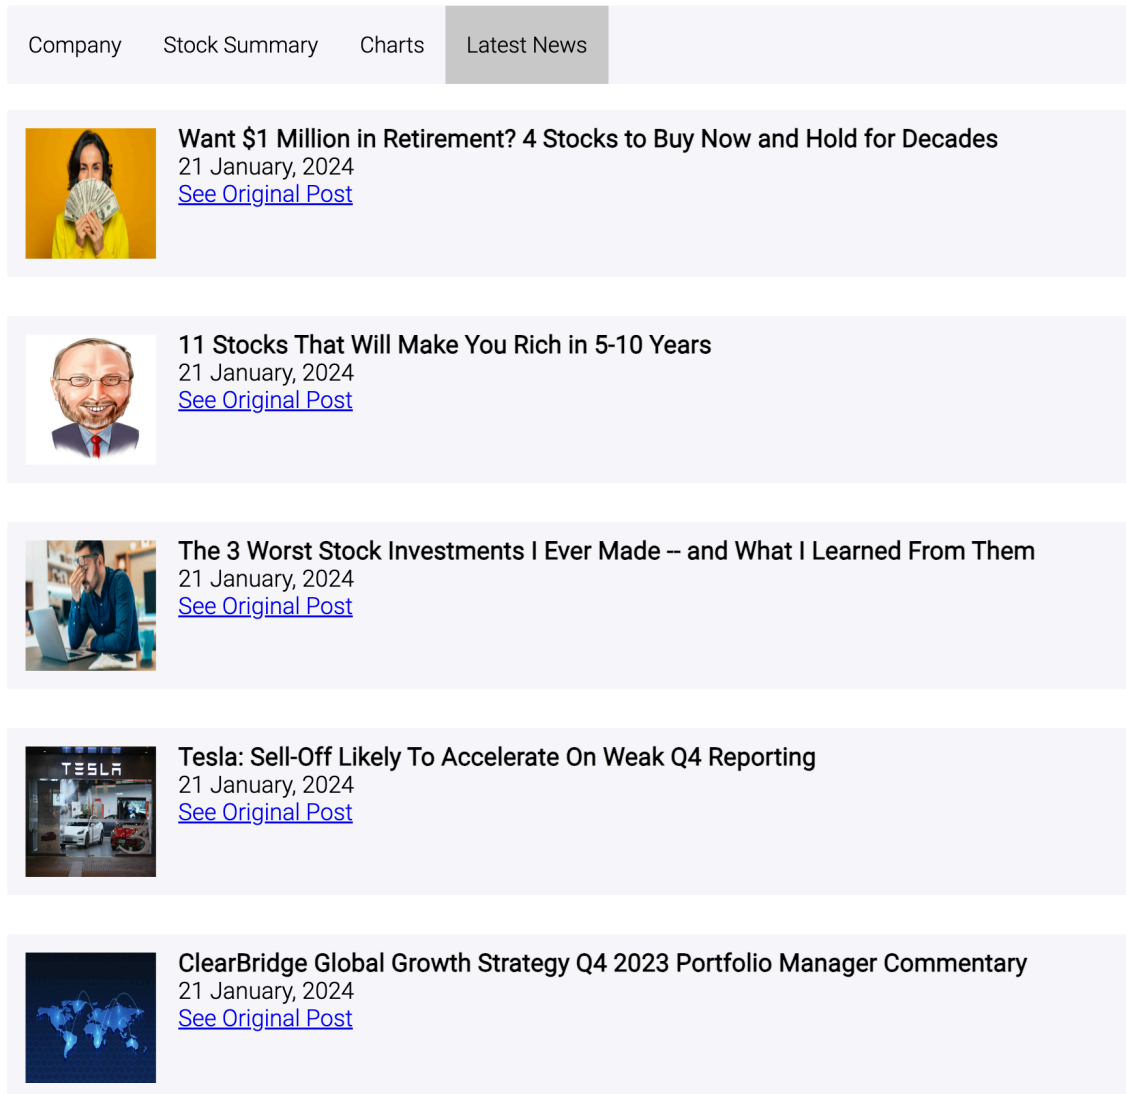 Company Stock Summary Charts Latest News
Want $1 Million in Retirement? 4 Stocks to Buy Now and Hold for Decades
21 January, 2024
See Original Post
11 Stocks That Will Make You Rich in 5-10 Years
21 January, 2024
See Original Post
The 3 Worst Stock Investments I Ever Made -- and What I Learned From Them
21 January, 2024
See Original Post
TESLA
Tesla: Sell-Off Likely To Accelerate On Weak Q4 Reporting
21 January, 2024
See Original Post
ClearBridge Global Growth Strategy Q4 2023 Portfolio Manager Commentary
21 January, 2024
See Original Post